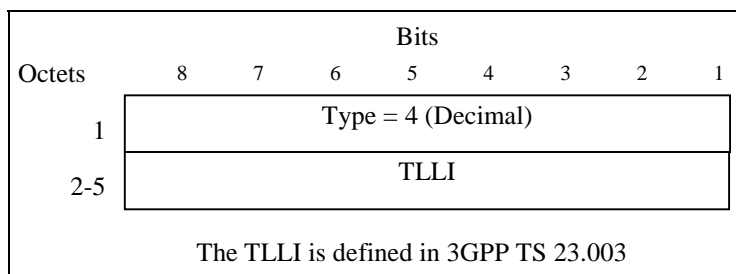 Bits
Octets 8 7 6 5 4 3 2 1
1 Type = 4 (Decimal)
2-5 TLLI
The TLLI is defined in 3GPP TS 23.003